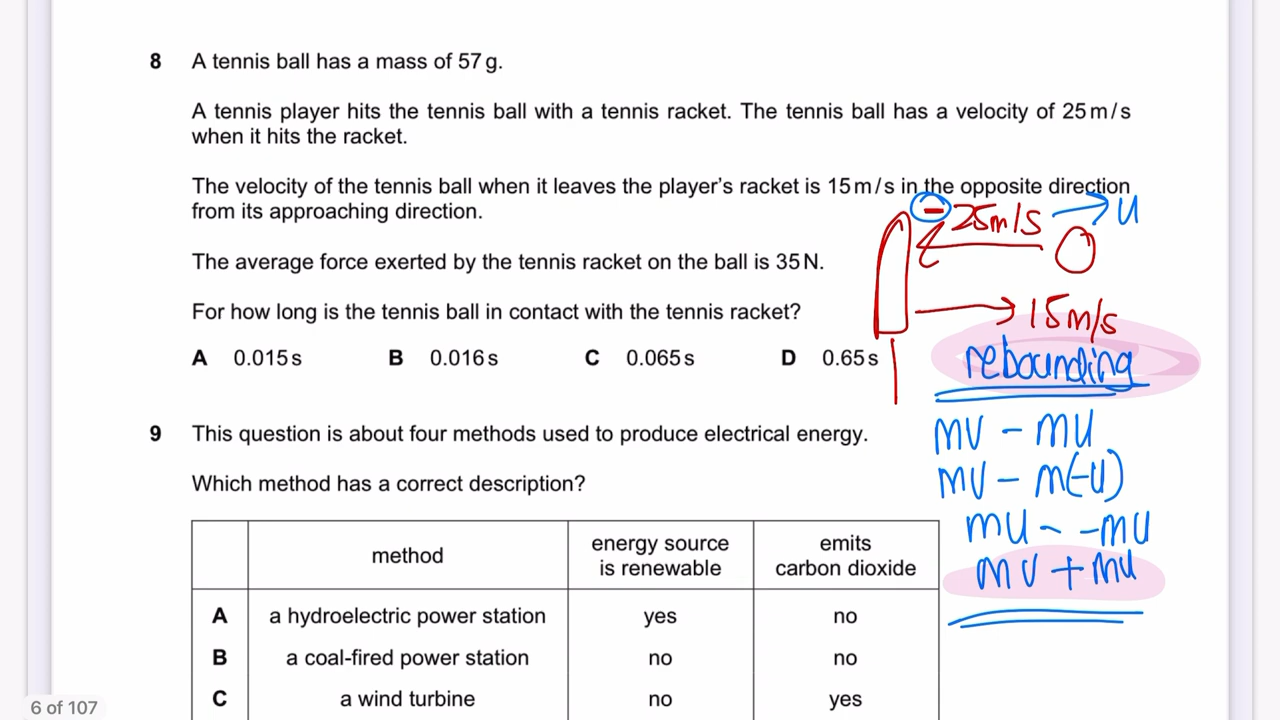 8 A tennis ball has a mass of 57 g.
A tennis player hits the tennis ball with a tennis racket. The tennis ball has a velocity of 25 m/s
when it hits the racket.
The velocity of the tennis ball when it leaves the player's racket is 15 m/s in the opposite direction
from its approaching direction.
− 25m/s u
The average force exerted by the tennis racket on the ball is 35 N.
For how long is the tennis ball in contact with the tennis racket?
15m/s
A 0.015 s B 0.016 s C 0.065 s D 0.65 s
rebounding
9 This question is about four methods used to produce electrical energy.
mv − mu
Which method has a correct description?
mv − m(−u)
mu − −mu
mv + mu
method energy source is renewable emits carbon dioxide
A a hydroelectric power station yes no
B a coal-fired power station no no
C a wind turbine no yes
6 of 107